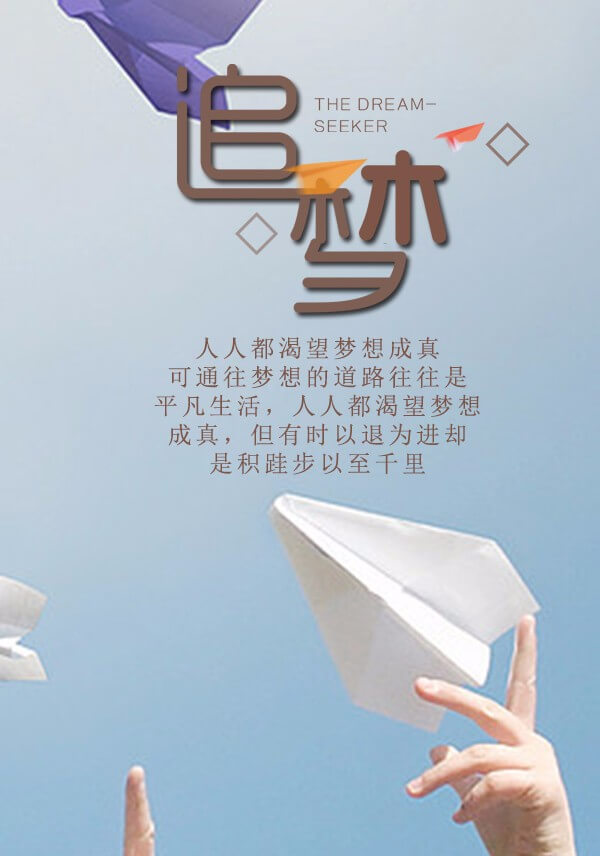 追梦
THE DREAM-
SEEKER
人人都渴望梦想成真
可通往梦想的道路往往是
平凡生活，人人都渴望梦想
成真，但有时以退为进却
是积跬步以至千里